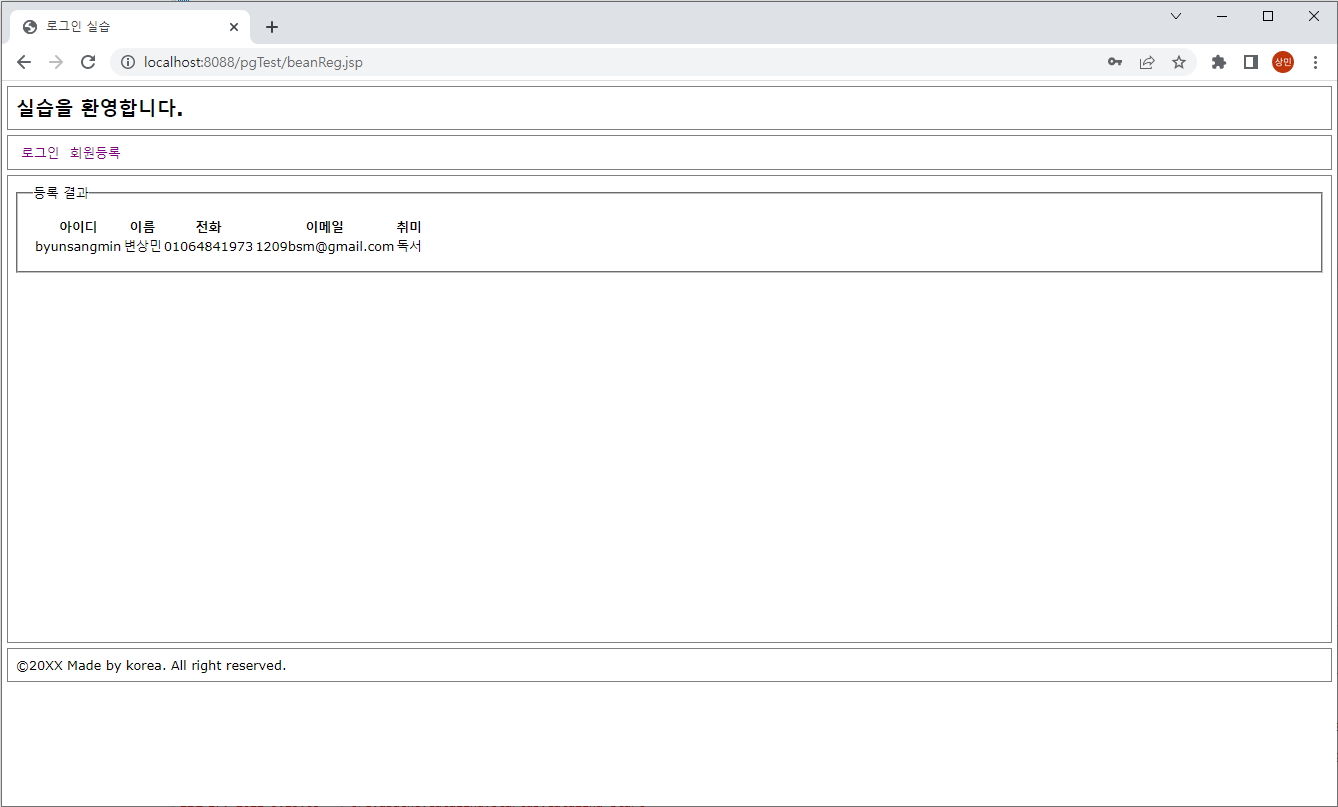 로그인 실습
localhost:8088/pgTest/beanReg.jsp
상민
실습을 환영합니다.
로그인 회원등록
등록 결과
아이디 이름 전화 이메일 취미
byunsangmin 변상민 01064841973 1209bsm@gmail.com 독서
©20XX Made by korea. All right reserved.